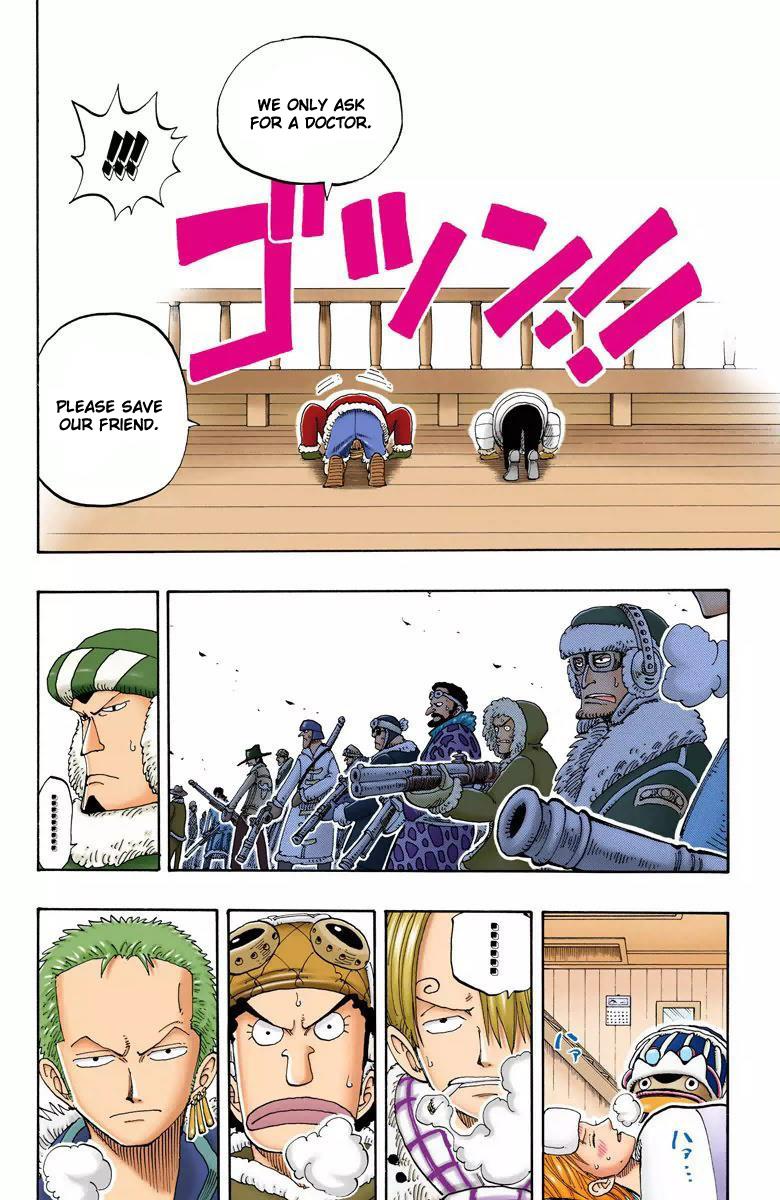 WE ONLY ASK
FOR A DOCTOR.
!!!
ゴツン!!
PLEASE SAVE
OUR FRIEND.
ハァ
ハァ…